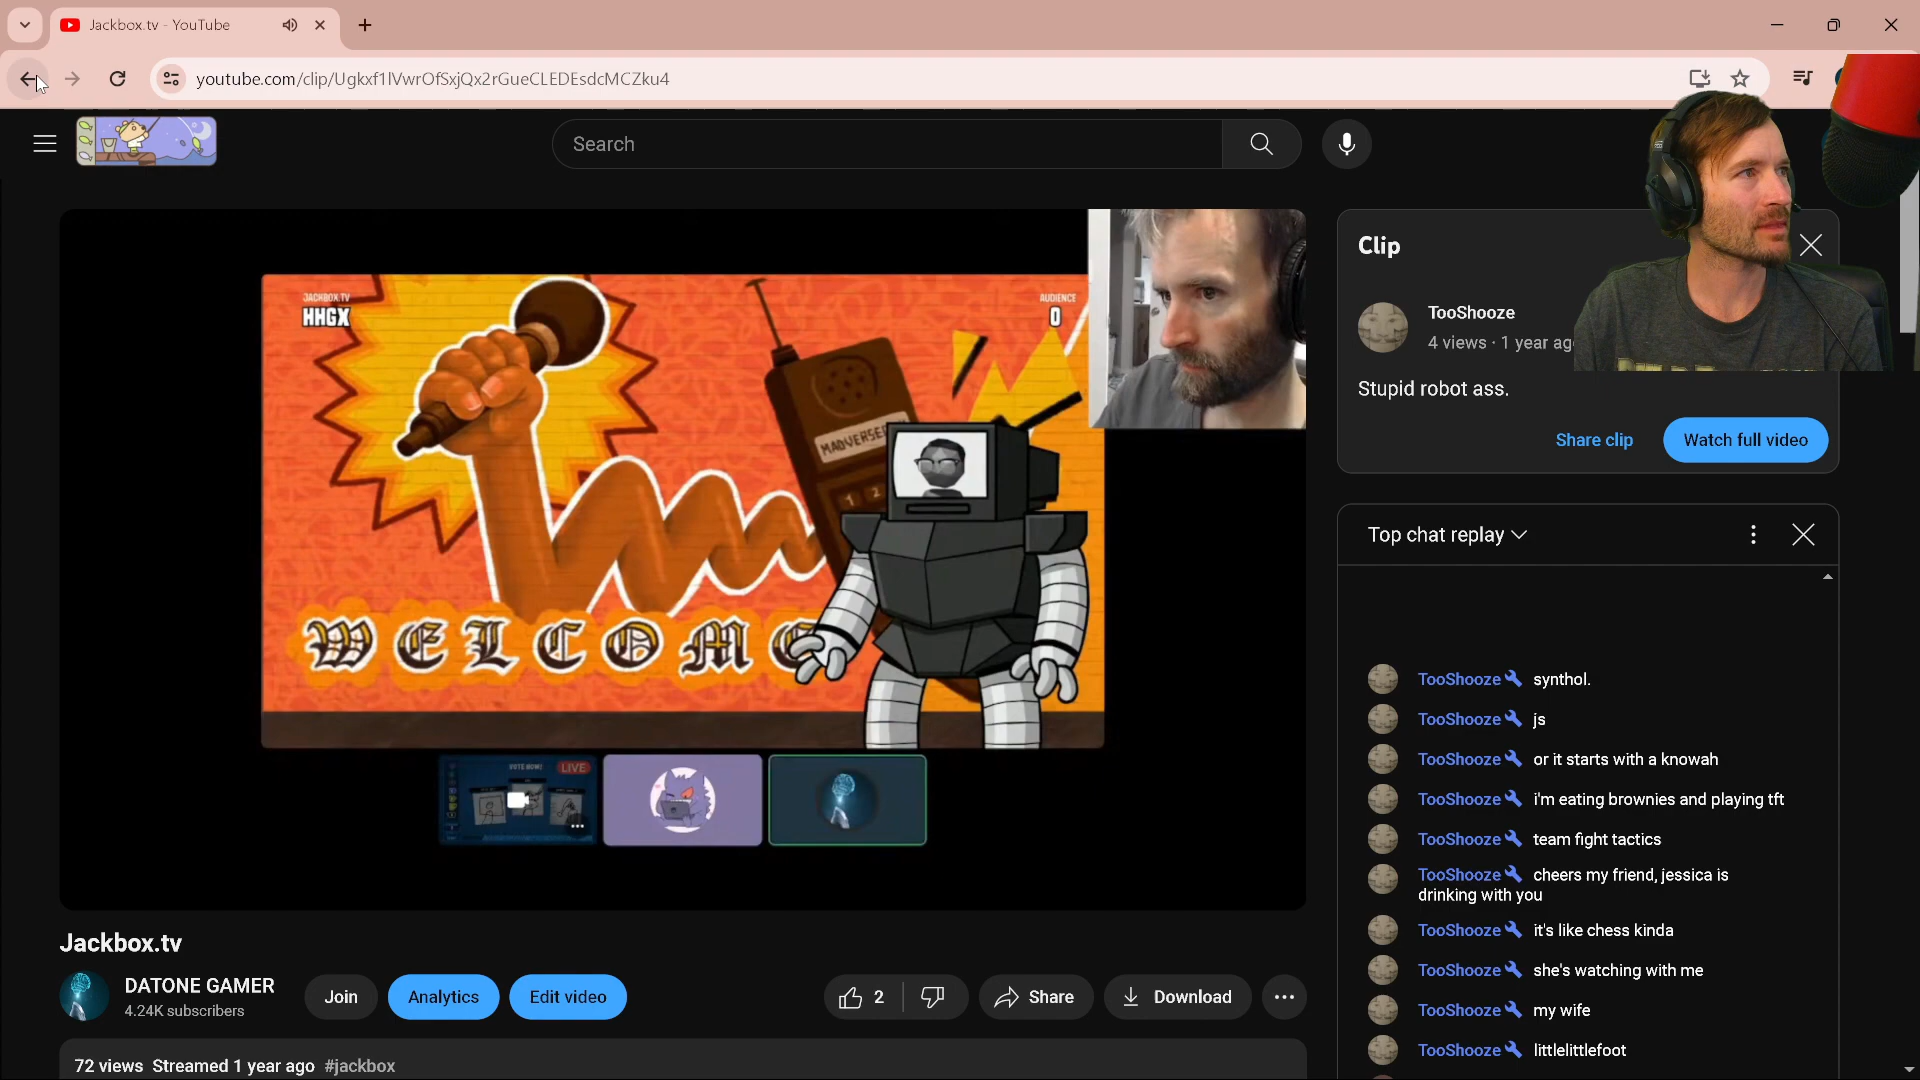 Jackbox.tv - YouTube
youtube.com/clip/Ugkxf1lVwrOfSxjQx2rGueCLEDEsdcMCZku4
Search
JACKBOX.TV
HHGX
AUDIENCE
0
1 2
WELCOME
VOTE NOW!
LIVE
Clip
TooShooze
4 views · 1 year ago
Stupid robot ass.
Share clip
Watch full video
Top chat replay
TooShooze synthol.
TooShooze js
TooShooze or it starts with a knowah
TooShooze i'm eating brownies and playing tft
TooShooze team fight tactics
TooShooze cheers my friend, jessica is
drinking with you
TooShooze it's like chess kinda
TooShooze she's watching with me
TooShooze my wife
TooShooze littlelittlefoot
Jackbox.tv
DATONE GAMER
4.24K subscribers
Join
Analytics
Edit video
2
Share
Download
72 views Streamed 1 year ago #jackbox